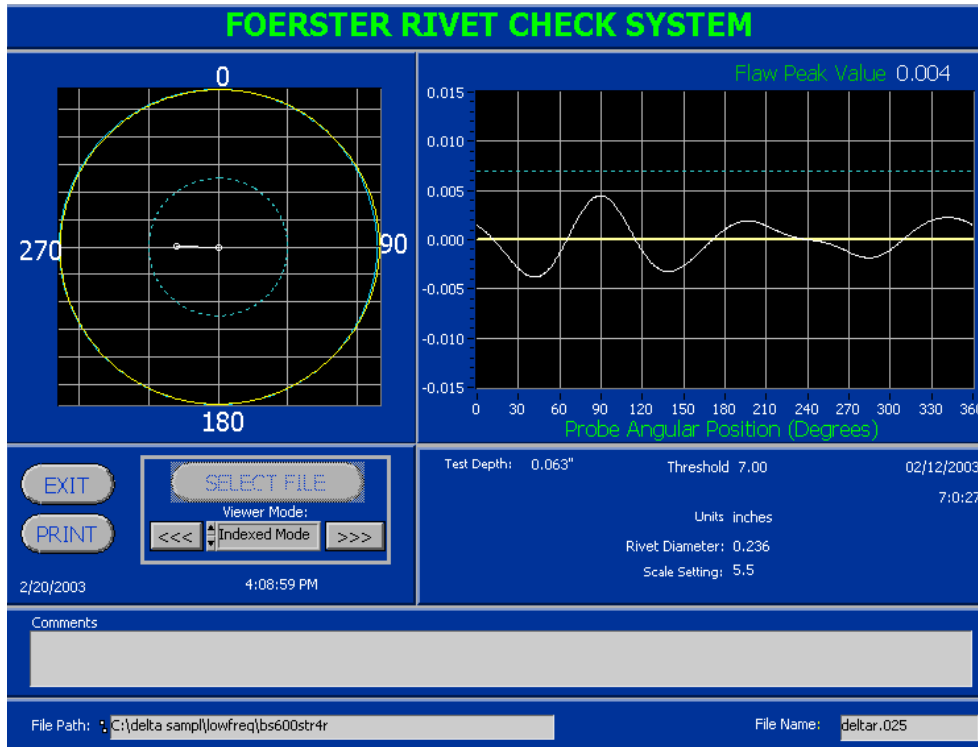 FOERSTER RIVET CHECK SYSTEM
0
270
90
180
Flaw Peak Value 0.004
0.015
0.010
0.005
0.000
-0.005
-0.010
-0.015
0 30 60 90 120 150 180 210 240 270 300 330 360
Probe Angular Position (Degrees)
EXIT
PRINT
SELECT FILE
Viewer Mode:
<<< Indexed Mode >>>
2/20/2003 4:08:59 PM
Test Depth: 0.063" Threshold 7.00 02/12/2003
7:0:27
Units inches
Rivet Diameter: 0.236
Scale Setting: 5.5
Comments
File Path: C:\delta sampl\lowfreq\bs600str4r File Name: deltar.025